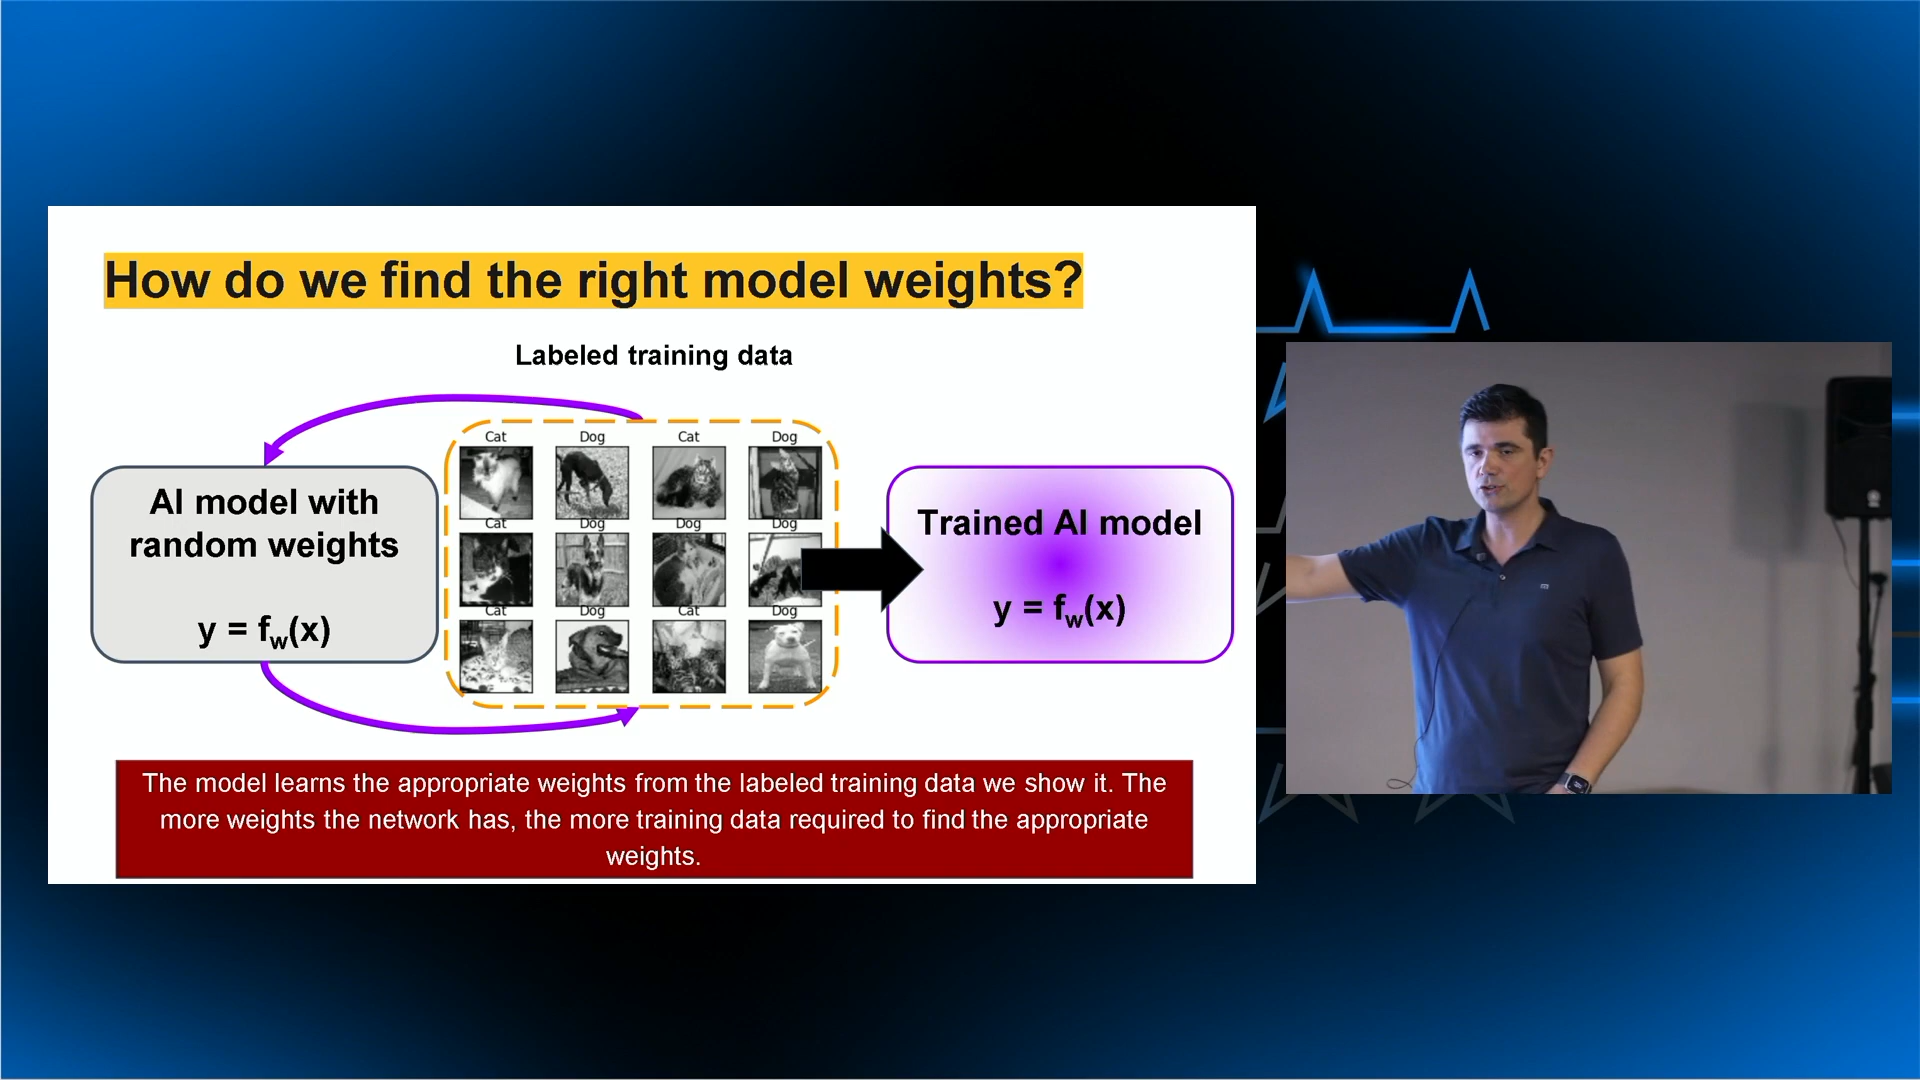 How do we find the right model weights?
Labeled training data
AI model with
random weights
y = fw(x)
Cat Dog Cat Dog
Cat Dog Dog Dog
Cat Dog Cat Dog
Trained AI model
y = fw(x)
The model learns the appropriate weights from the labeled training data we show it. The
more weights the network has, the more training data required to find the appropriate
weights.